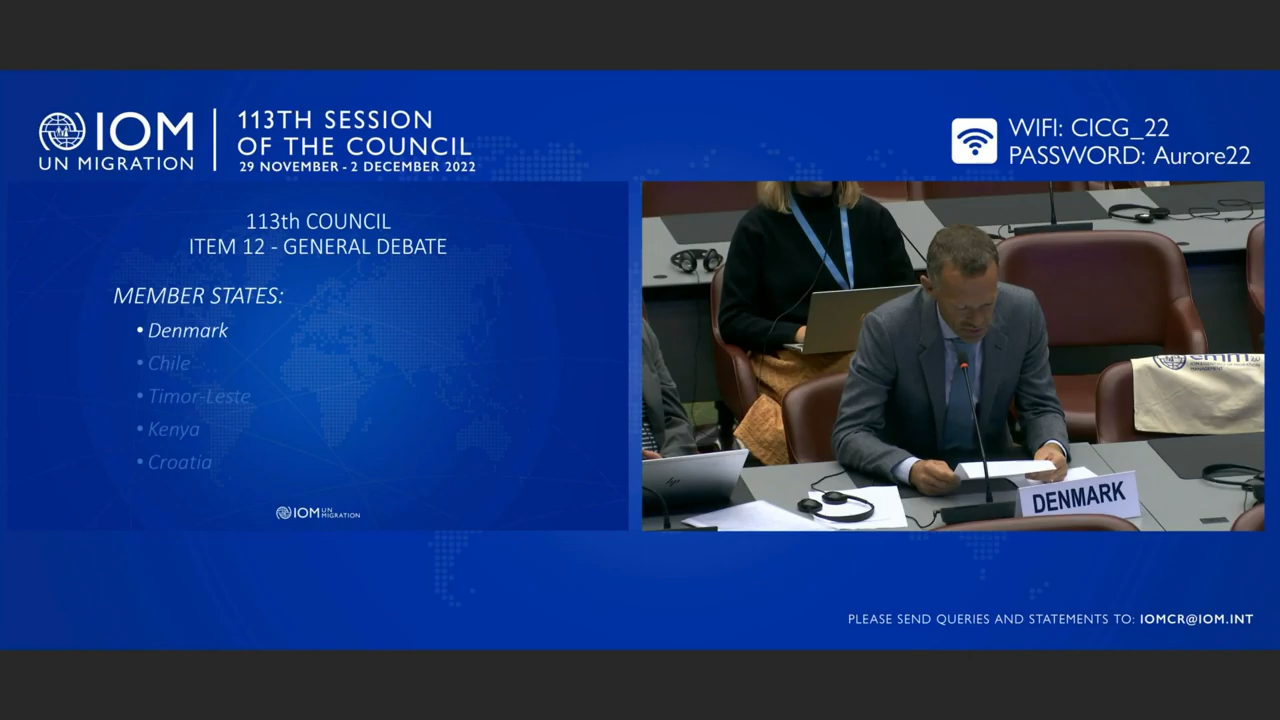 IOM
UN MIGRATION
113TH SESSION
OF THE COUNCIL
29 NOVEMBER - 2 DECEMBER 2022
WIFI: CICG_22
PASSWORD: Aurore22
113th COUNCIL
ITEM 12 - GENERAL DEBATE
MEMBER STATES:
• Denmark
• Chile
• Timor-Leste
• Kenya
• Croatia
IOM UN
MIGRATION
DENMARK
emm
MANAGEMENT
PLEASE SEND QUERIES AND STATEMENTS TO: IOMCR@IOM.INT